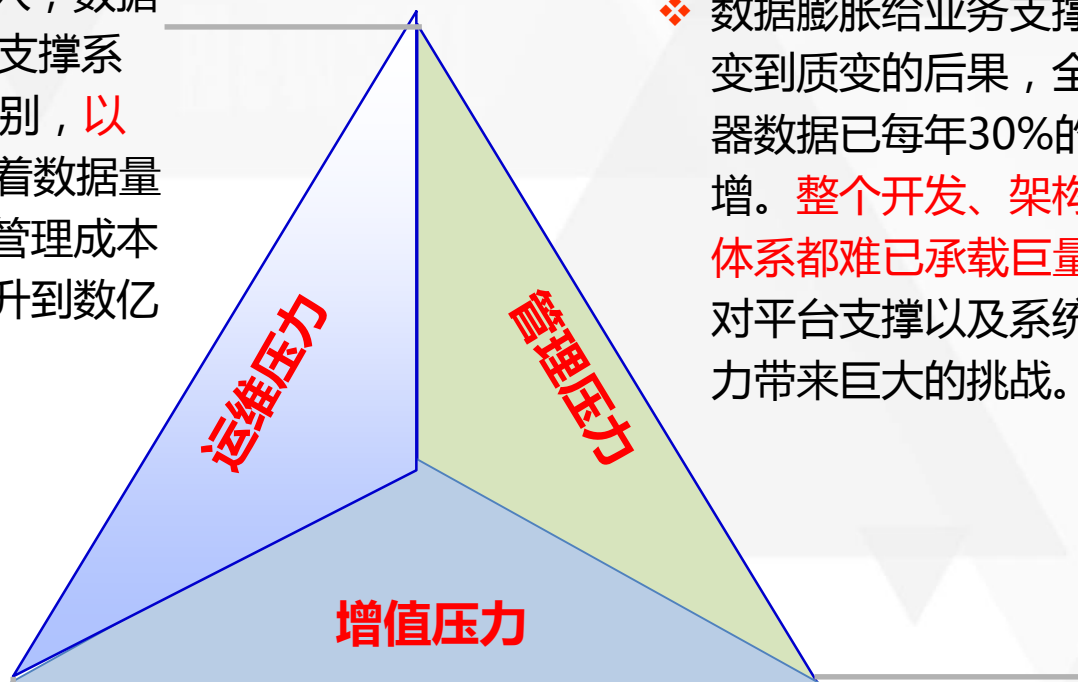 数据
支撑系
别，以
着数据量
管理成本
升到数亿
数据膨胀给业务支撑
变到质变的后果，全
器数据已每年30%的
增。整个开发、架构
体系都难已承载巨量
对平台支撑以及系统
力带来巨大的挑战。
运维压力
管理压力
增值压力